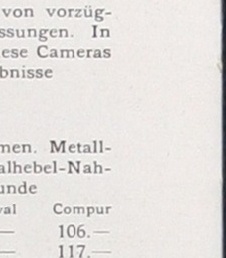 von vorzüg-
ssungen. In
ese Cameras
bnisse
men. Metall-
alhebel-Nah-
unde
val Compur
— 106.—
— 117.—